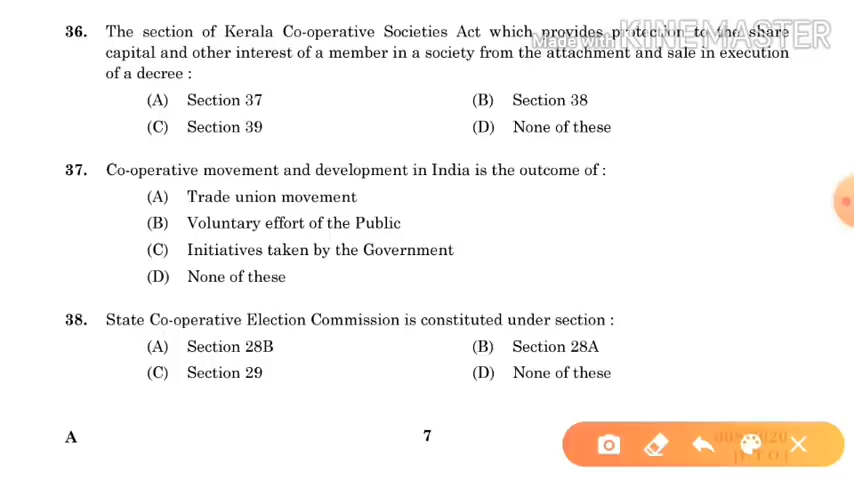 Made with KINEMASTER
36. The section of Kerala Co-operative Societies Act which provides protection to the share
capital and other interest of a member in a society from the attachment and sale in execution
of a decree :
(A) Section 37 (B) Section 38
(C) Section 39 (D) None of these
37. Co-operative movement and development in India is the outcome of :
(A) Trade union movement
(B) Voluntary effort of the Public
(C) Initiatives taken by the Government
(D) None of these
38. State Co-operative Election Commission is constituted under section :
(A) Section 28B (B) Section 28A
(C) Section 29 (D) None of these
A 7